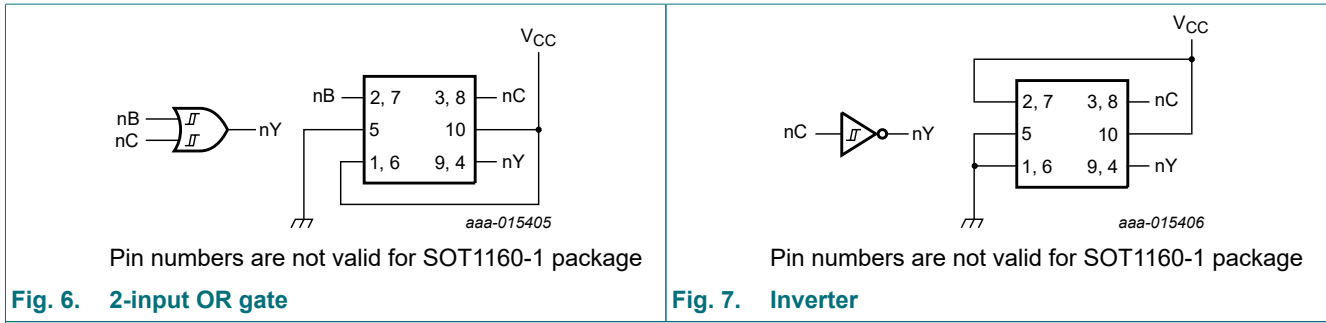 VCC
nB
nC
nY
nB
2, 7
3, 8
nC
5
10
1, 6
9, 4
nY
aaa-015405
Pin numbers are not valid for SOT1160-1 package
Fig. 6. 2-input OR gate
VCC
nC
nY
2, 7
3, 8
nC
5
10
1, 6
9, 4
nY
aaa-015406
Pin numbers are not valid for SOT1160-1 package
Fig. 7. Inverter